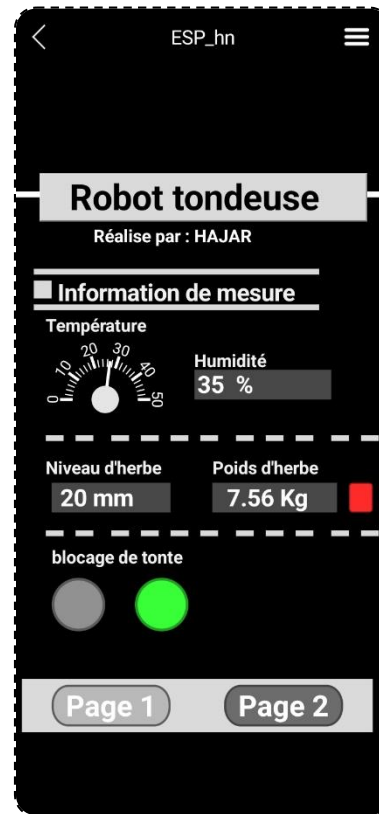 ESP_hn
Robot tondeuse
Réalise par : HAJAR
Information de mesure
Température
0 10 20 30 40 50
Humidité
35 %
Niveau d'herbe Poids d'herbe
20 mm 7.56 Kg
blocage de tonte
Page 1 Page 2